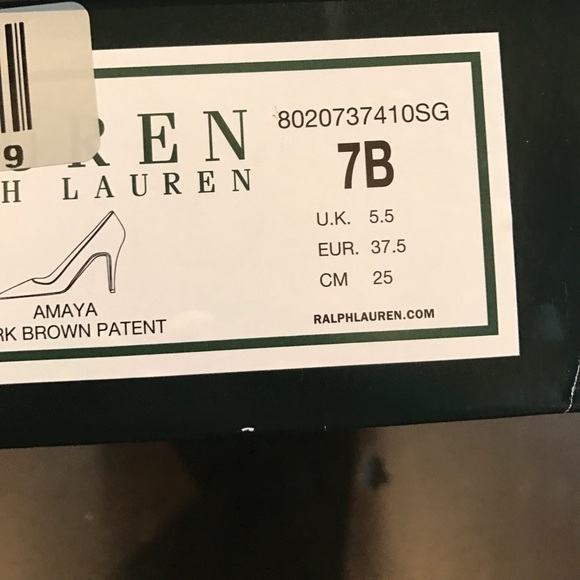 9
REN
H LAUREN
8020737410SG
7B
U.K. 5.5
EUR. 37.5
CM 25
AMAYA
RK BROWN PATENT
RALPHLAUREN.COM